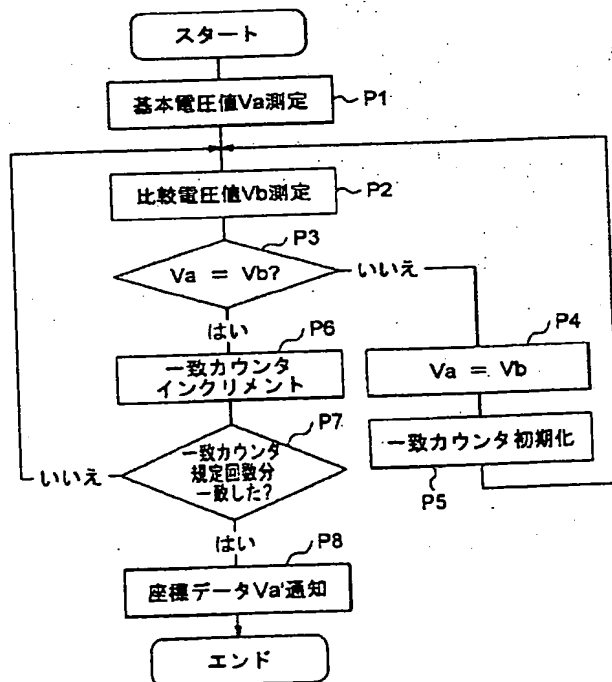 スタート
基本電圧値Va測定
P1
比較電圧値Vb測定
P2
P3
Va = Vb?
いいえ
はい
P6
P4
一致カウンタ
インクリメント
Va = Vb
P7
一致カウンタ
規定回数分
一致した?
いいえ
一致カウンタ初期化
P5
はい
P8
座標データVa'通知
エンド